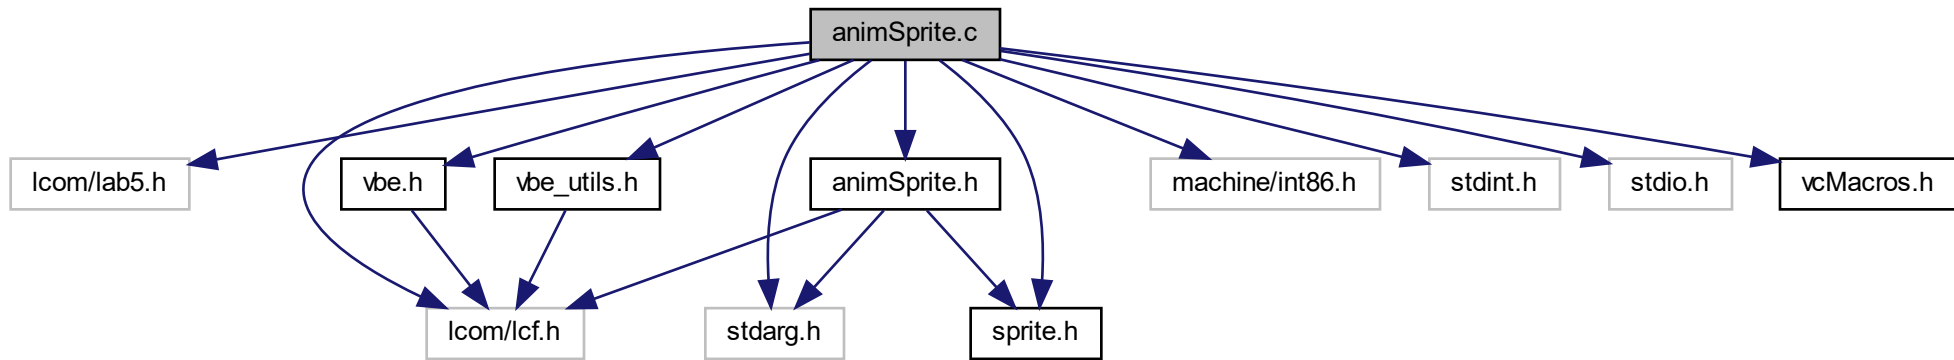 animSprite.c
lcom/lab5.h
vbe.h
vbe_utils.h
animSprite.h
machine/int86.h
stdint.h
stdio.h
vcMacros.h
lcom/lcf.h
stdarg.h
sprite.h